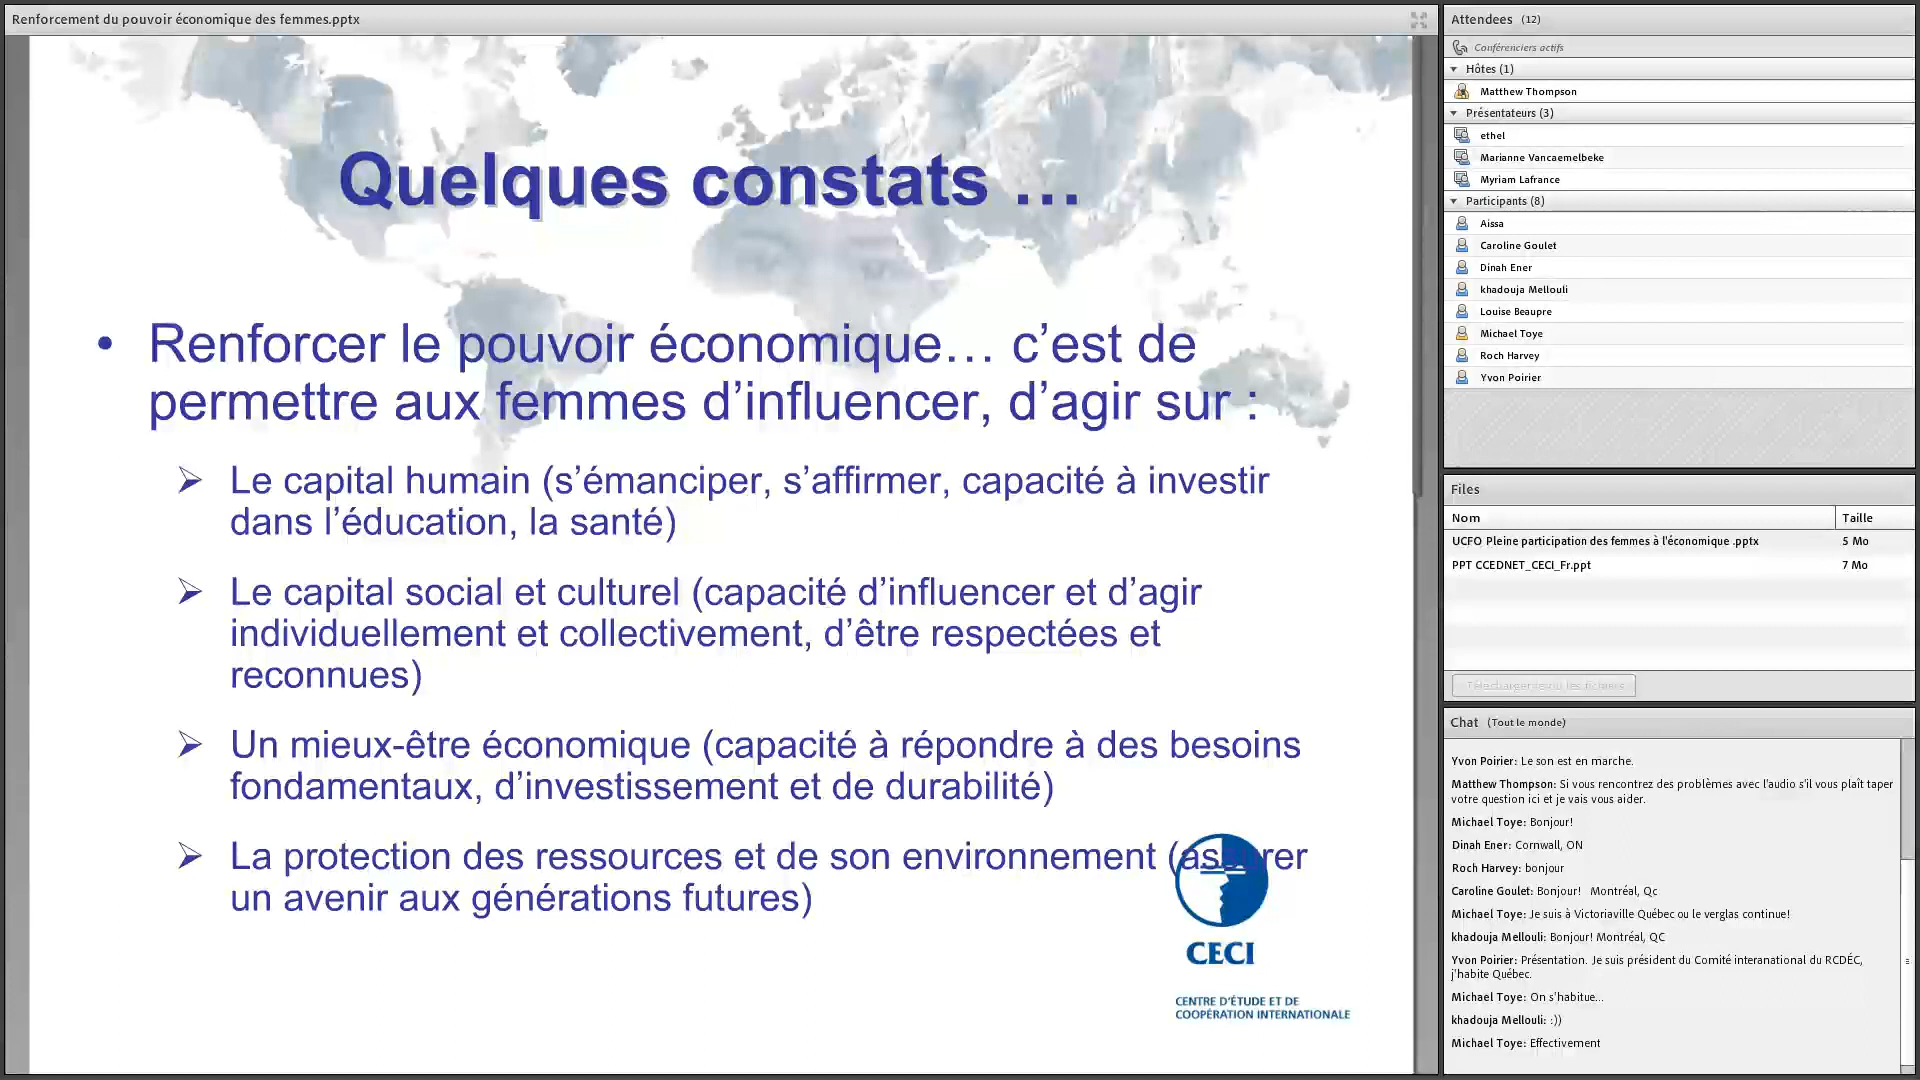 Renforcement du pouvoir économique des femmes.pptx
Quelques constats ...
• Renforcer le pouvoir économique… c’est de
permettre aux femmes d’influencer, d’agir sur :
➢ Le capital humain (s’émanciper, s’affirmer, capacité à investir
dans l’éducation, la santé)
➢ Le capital social et culturel (capacité d’influencer et d’agir
individuellement et collectivement, d’être respectées et
reconnues)
➢ Un mieux-être économique (capacité à répondre à des besoins
fondamentaux, d’investissement et de durabilité)
➢ La protection des ressources et de son environnement (assurer
un avenir aux générations futures)
CECI
CENTRE D'ÉTUDE ET DE
COOPÉRATION INTERNATIONALE
Attendees (12)
Conférenciers actifs
Hôtes (1)
Matthew Thompson
Présentateurs (3)
ethel
Marianne Vancaemelbeke
Myriam Lafrance
Participants (8)
Aissa
Caroline Goulet
Dinah Ener
khadouja Mellouli
Louise Beaupre
Michael Toye
Roch Harvey
Yvon Poirier
Files
Nom Taille
UCFO Pleine participation des femmes à l'économique .pptx 5 Mo
PPT CCEDNET_CECI_Fr.ppt 7 Mo
Chat (Tout le monde)
Yvon Poirier: Le son est en marche.
Matthew Thompson: Si vous rencontrez des problèmes avec l'audio s'il vous plaît taper
votre question ici et je vais vous aider.
Michael Toye: Bonjour!
Dinah Ener: Cornwall, ON
Roch Harvey: bonjour
Caroline Goulet: Bonjour! Montréal, Qc
Michael Toye: Je suis à Victoriaville Québec ou le verglas continue!
khadouja Mellouli: Bonjour! Montréal, QC
Yvon Poirier: Présentation. Je suis président du Comité interanational du RCDÉC,
j'habite Québec.
Michael Toye: On s'habitue...
khadouja Mellouli: :))
Michael Toye: Effectivement